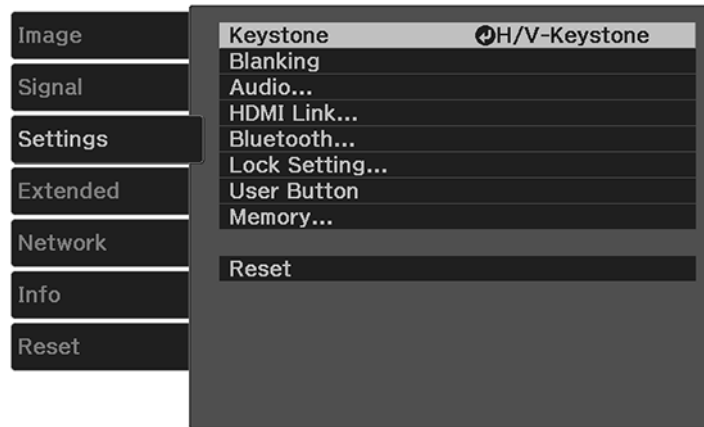 Image
Signal
Settings
Extended
Network
Info
Reset
Keystone H/V-Keystone
Blanking
Audio...
HDMI Link...
Bluetooth...
Lock Setting...
User Button
Memory...
Reset